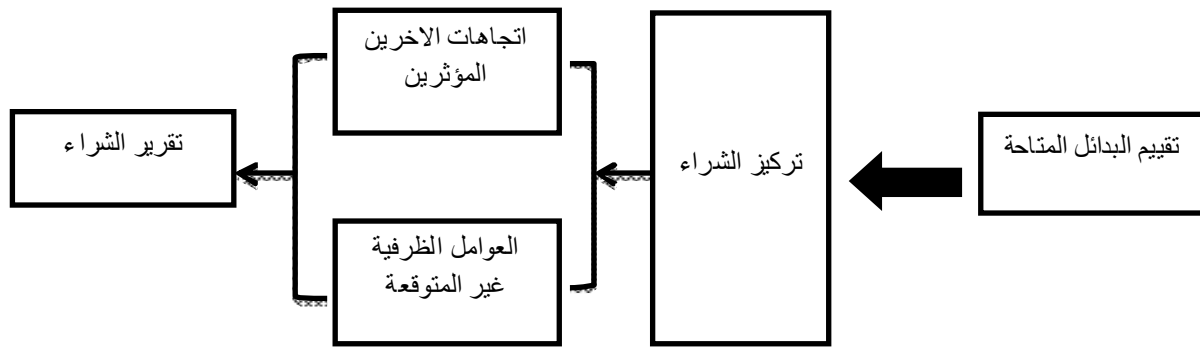 تقييم البدائل المتاحة
تركيز الشراء
اتجاهات الاخرين
المؤثرين
العوامل الظرفية
غير المتوقعة
تقرير الشراء